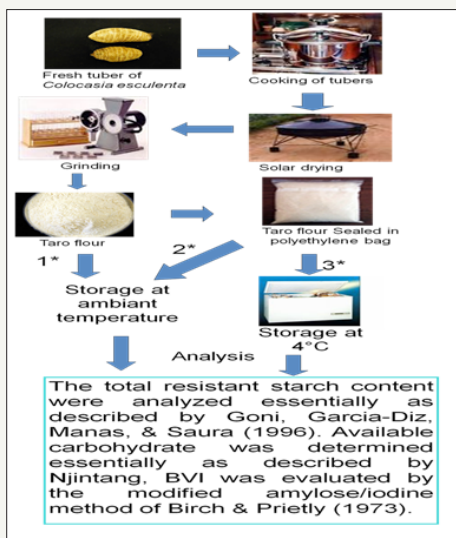 Fresh tuber of
Colocasia esculenta
Cooking of tubers
Grinding
Solar drying
Taro flour
Taro flour Sealed in
polyethylene bag
1*
2*
3*
Storage at
ambiant
temperature
Storage at
4°C
Analysis
The total resistant starch content
were analyzed essentially as
described by Goni, Garcia-Diz,
Manas, & Saura (1996). Available
carbohydrate was determined
essentially as described by
Njintang, BVI was evaluated by
the modified amylose/iodine
method of Birch & Prietly (1973).